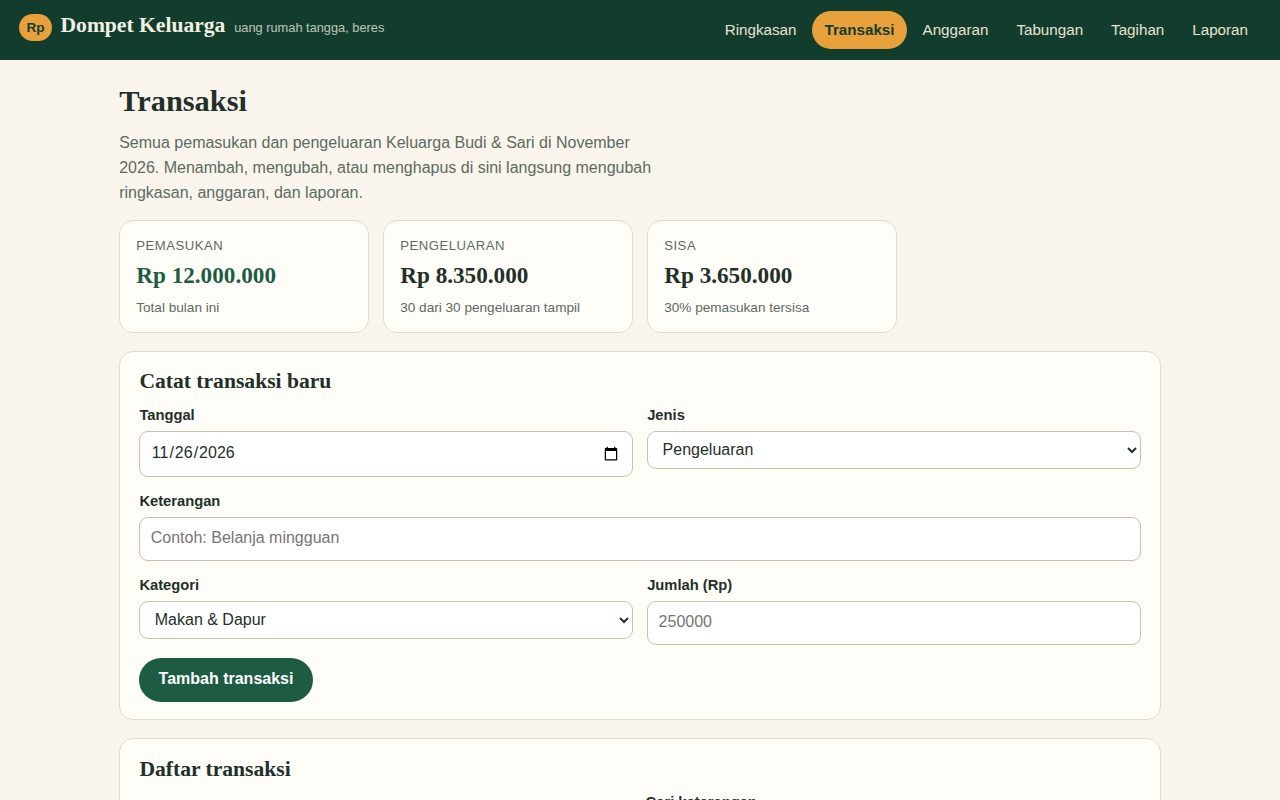 Rp Dompet Keluarga uang rumah tangga, beres
Ringkasan Transaksi Anggaran Tabungan Tagihan Laporan
Transaksi
Semua pemasukan dan pengeluaran Keluarga Budi & Sari di November
2026. Menambah, mengubah, atau menghapus di sini langsung mengubah
ringkasan, anggaran, dan laporan.
PEMASUKAN
Rp 12.000.000
Total bulan ini
PENGELUARAN
Rp 8.350.000
30 dari 30 pengeluaran tampil
SISA
Rp 3.650.000
30% pemasukan tersisa
Catat transaksi baru
Tanggal
11/26/2026
Jenis
Pengeluaran
Keterangan
Contoh: Belanja mingguan
Kategori
Makan & Dapur
Jumlah (Rp)
250000
Tambah transaksi
Daftar transaksi
Cari keterangan